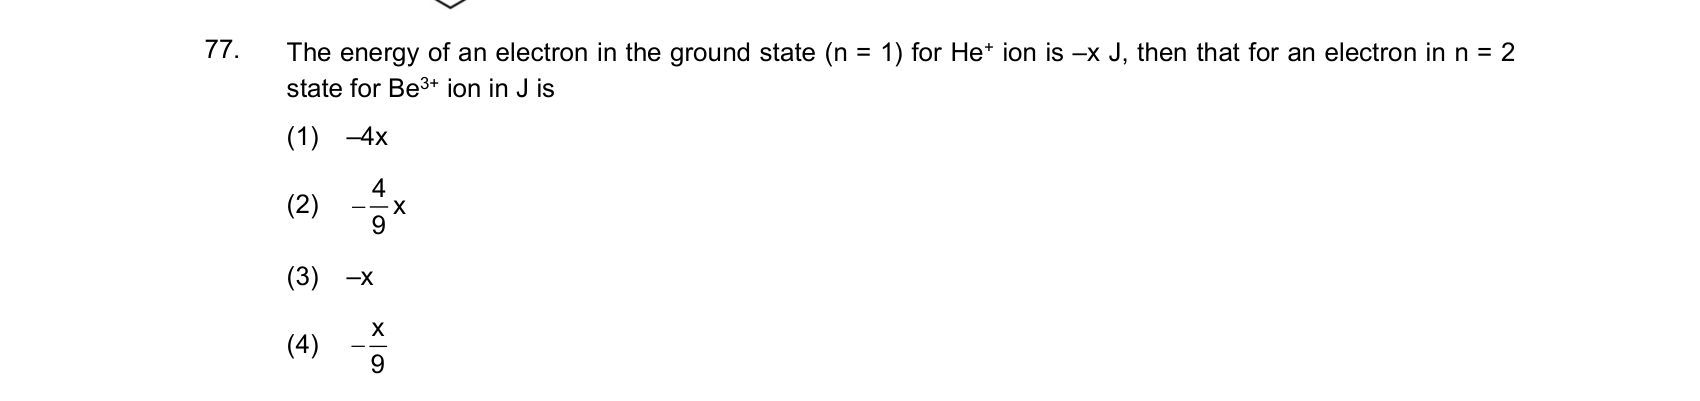 77. The energy of an electron in the ground state (n = 1) for He⁺ ion is –x J, then that for an electron in n = 2
state for Be³⁺ ion in J is
(1) –4x
(2) −4/9 x
(3) –x
(4) −x/9